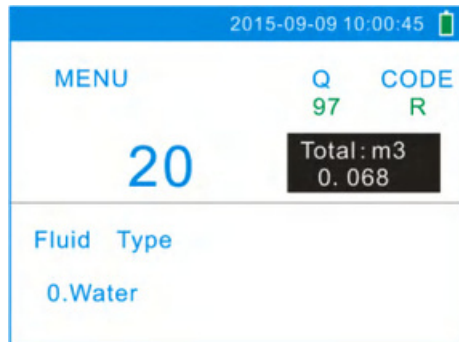 2015-09-09 10:00:45
MENU Q CODE
97 R
20 Total:m3
0.068
Fluid Type
0.Water